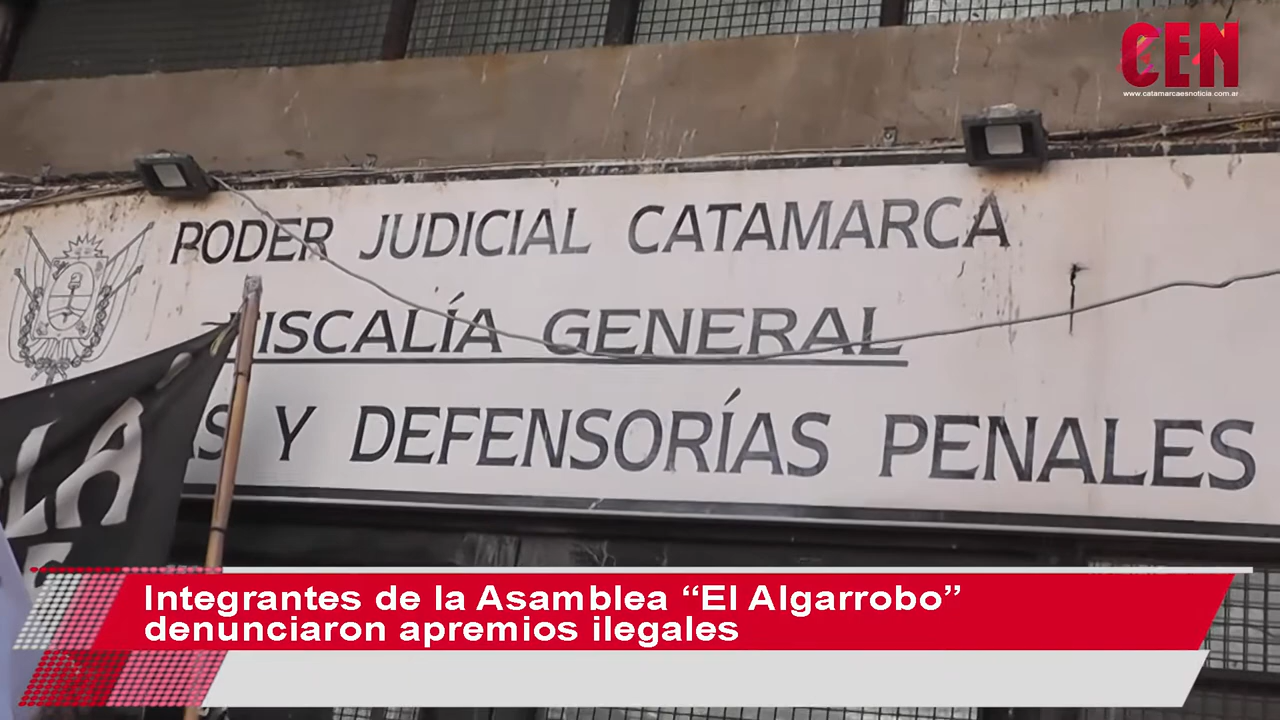 CEN
www.catamarcaesnoticia.com.ar
PODER JUDICIAL CATAMARCA
FISCALÍA GENERAL
Y DEFENSORÍAS PENALES
LA
Integrantes de la Asamblea “El Algarrobo”
denunciaron apremios ilegales